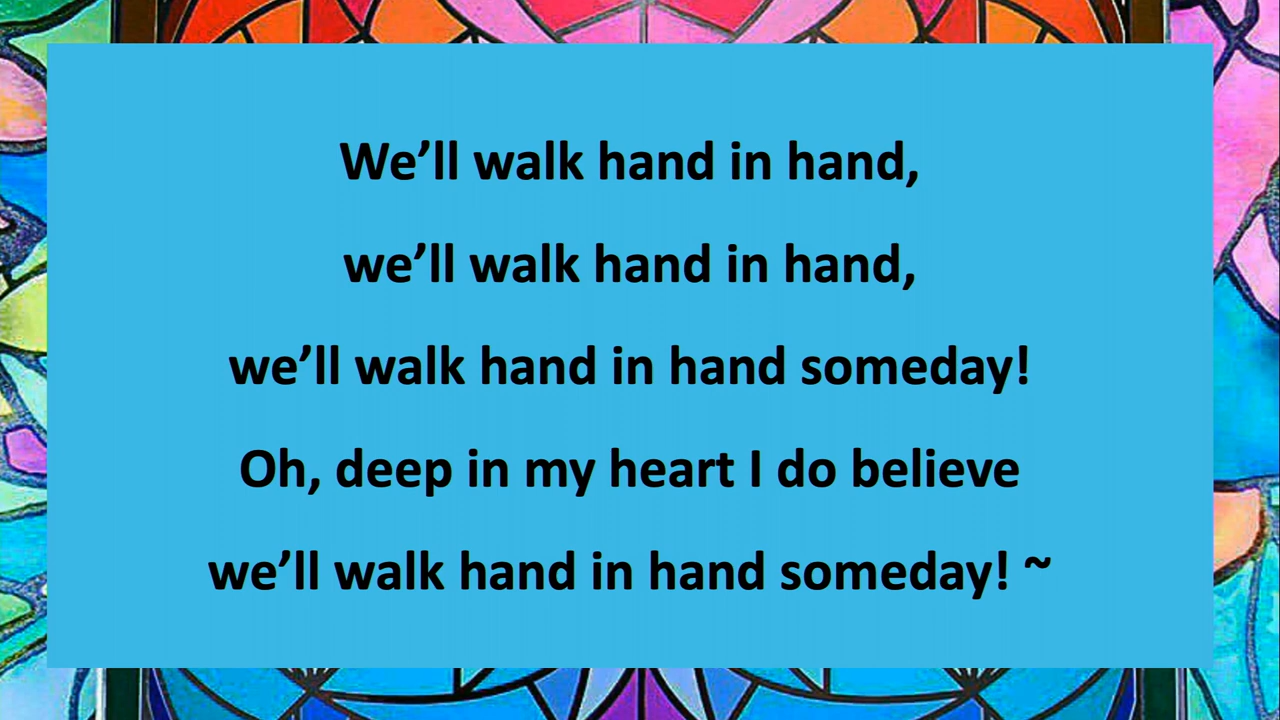 We’ll walk hand in hand,
we’ll walk hand in hand,
we’ll walk hand in hand someday!
Oh, deep in my heart I do believe
we’ll walk hand in hand someday! ~